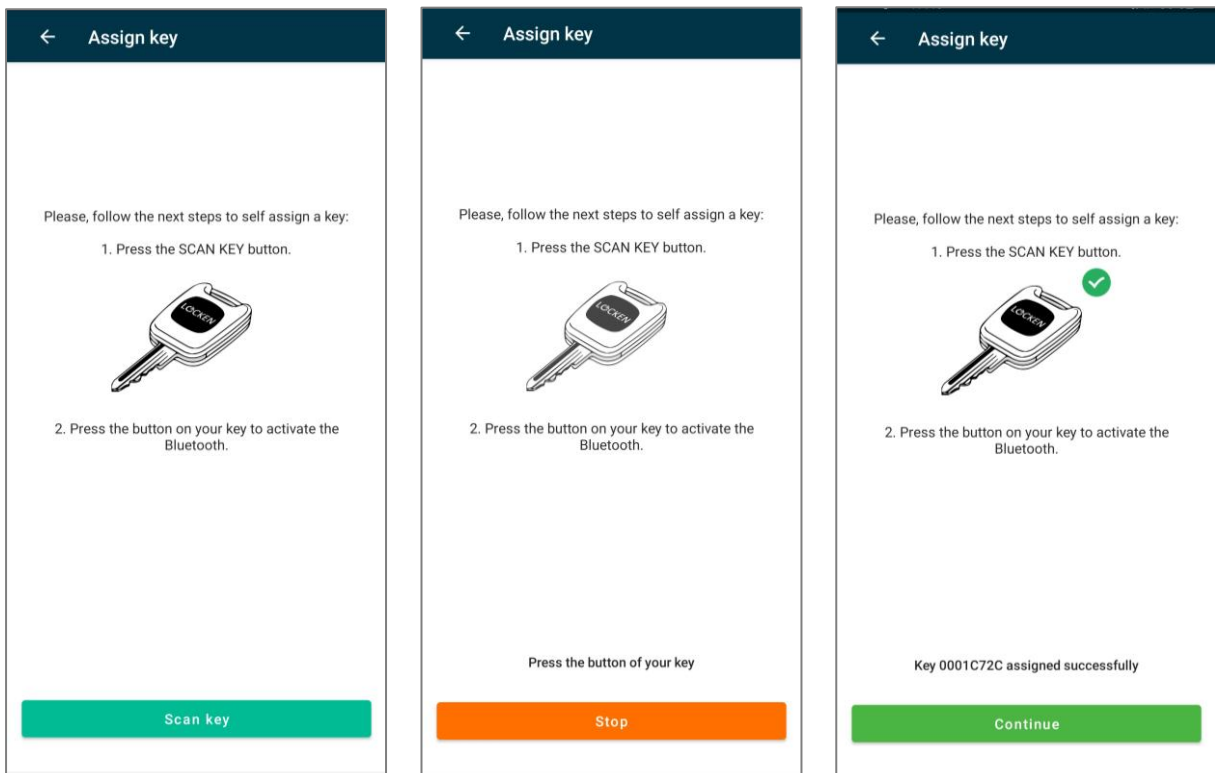 Assign key
Please, follow the next steps to self assign a key:
1. Press the SCAN KEY button.
LOCKEN
2. Press the button on your key to activate the
Bluetooth.
Scan key
Assign key
Please, follow the next steps to self assign a key:
1. Press the SCAN KEY button.
LOCKEN
2. Press the button on your key to activate the
Bluetooth.
Press the button of your key
Stop
Assign key
Please, follow the next steps to self assign a key:
1. Press the SCAN KEY button.
LOCKEN
2. Press the button on your key to activate the
Bluetooth.
Key 0001C72C assigned successfully
Continue